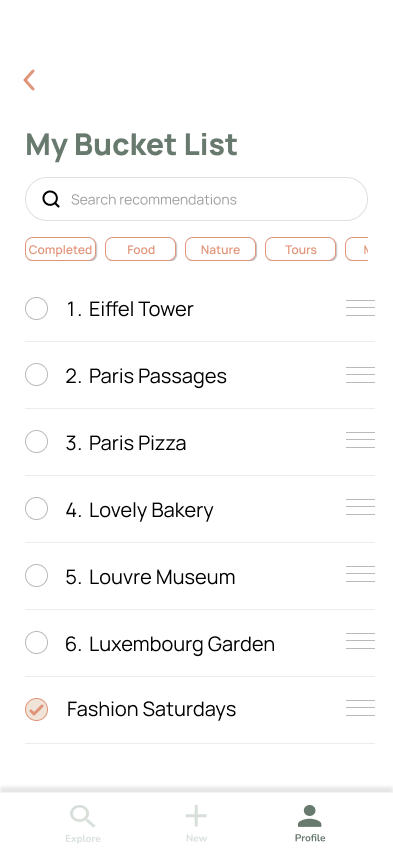 My Bucket List
Search recommendations
Completed Food Nature Tours
1. Eiffel Tower
2. Paris Passages
3. Paris Pizza
4. Lovely Bakery
5. Louvre Museum
6. Luxembourg Garden
Fashion Saturdays
Explore New Profile